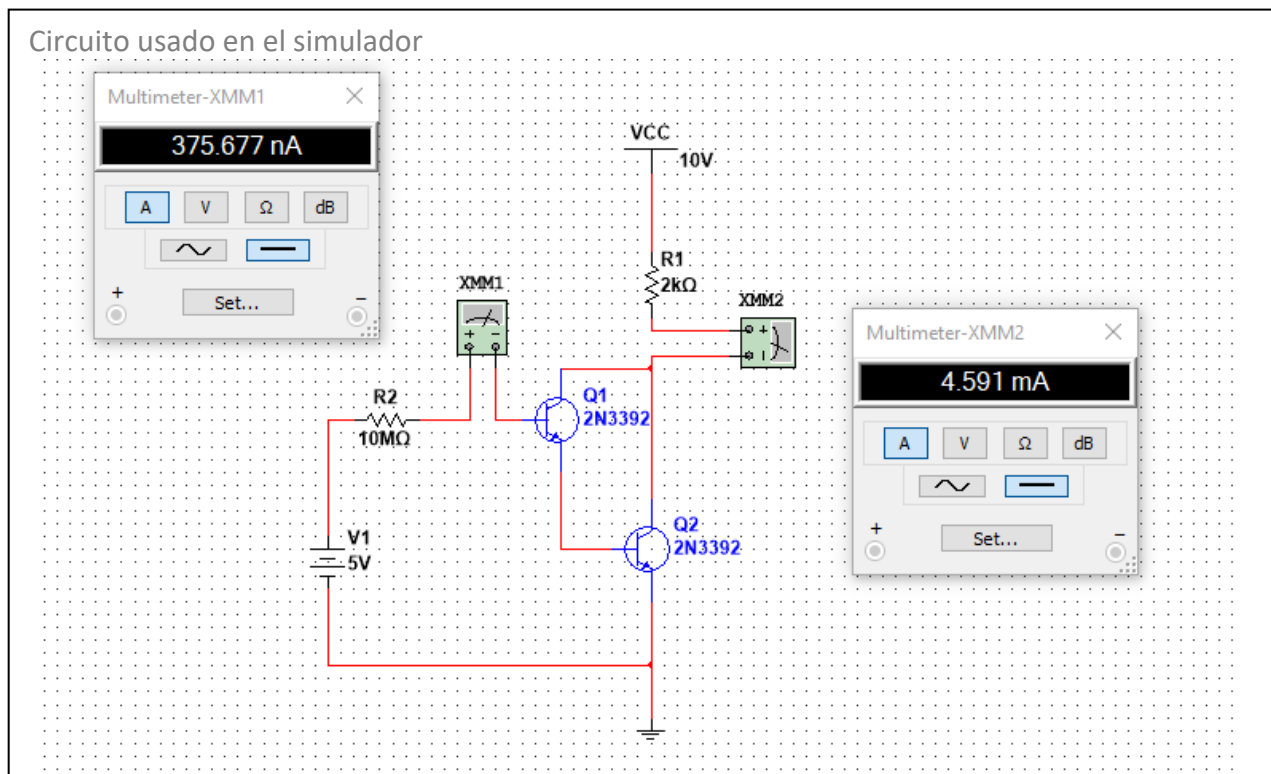 Circuito usado en el simulador
Multimeter-XMM1
375.677 nA
A V Ω dB
+ Set... −
VCC
10V
R1
2kΩ
XMM1
+ −
XMM2
+
Multimeter-XMM2
4.591 mA
A V Ω dB
+ Set... −
R2
10MΩ
Q1
2N3392
V1
5V
Q2
2N3392